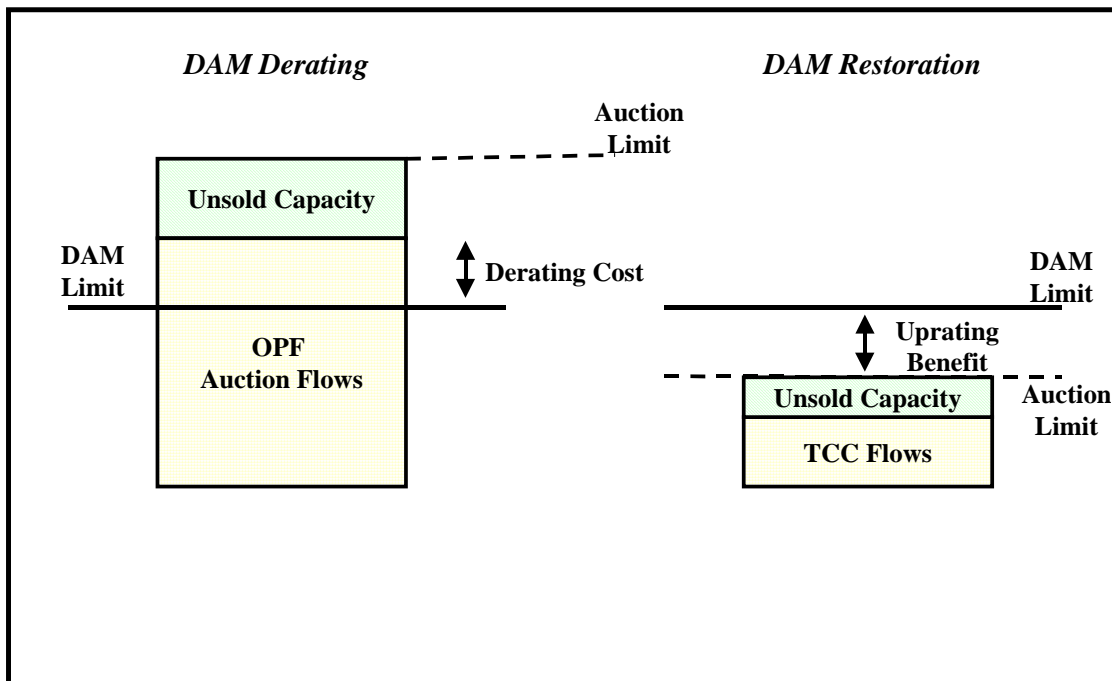 DAM Derating
DAM Restoration
Auction
Limit
Unsold Capacity
DAM
Limit
Derating Cost
OPF
Auction Flows
DAM
Limit
Uprating
Benefit
Unsold Capacity
Auction
Limit
TCC Flows